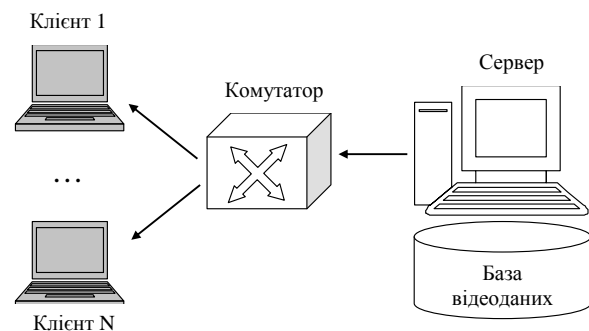 Клієнт 1
Комутатор
Сервер
...
База
відеоданих
Клієнт N